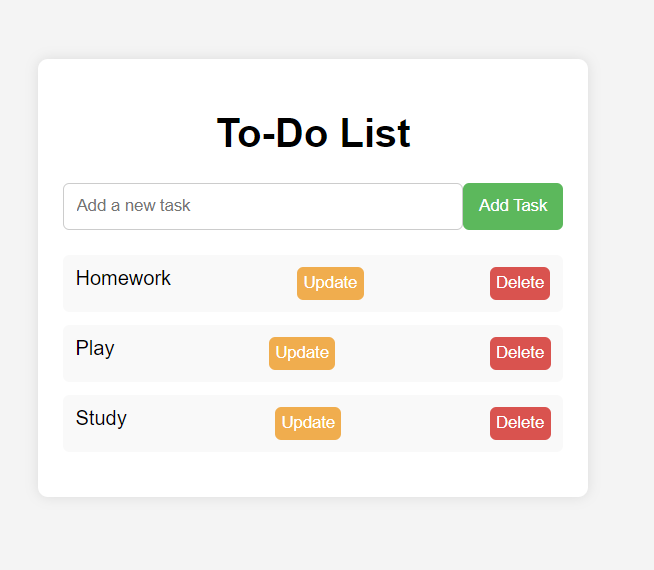 To-Do List
Add a new task Add Task
Homework Update Delete
Play Update Delete
Study Update Delete